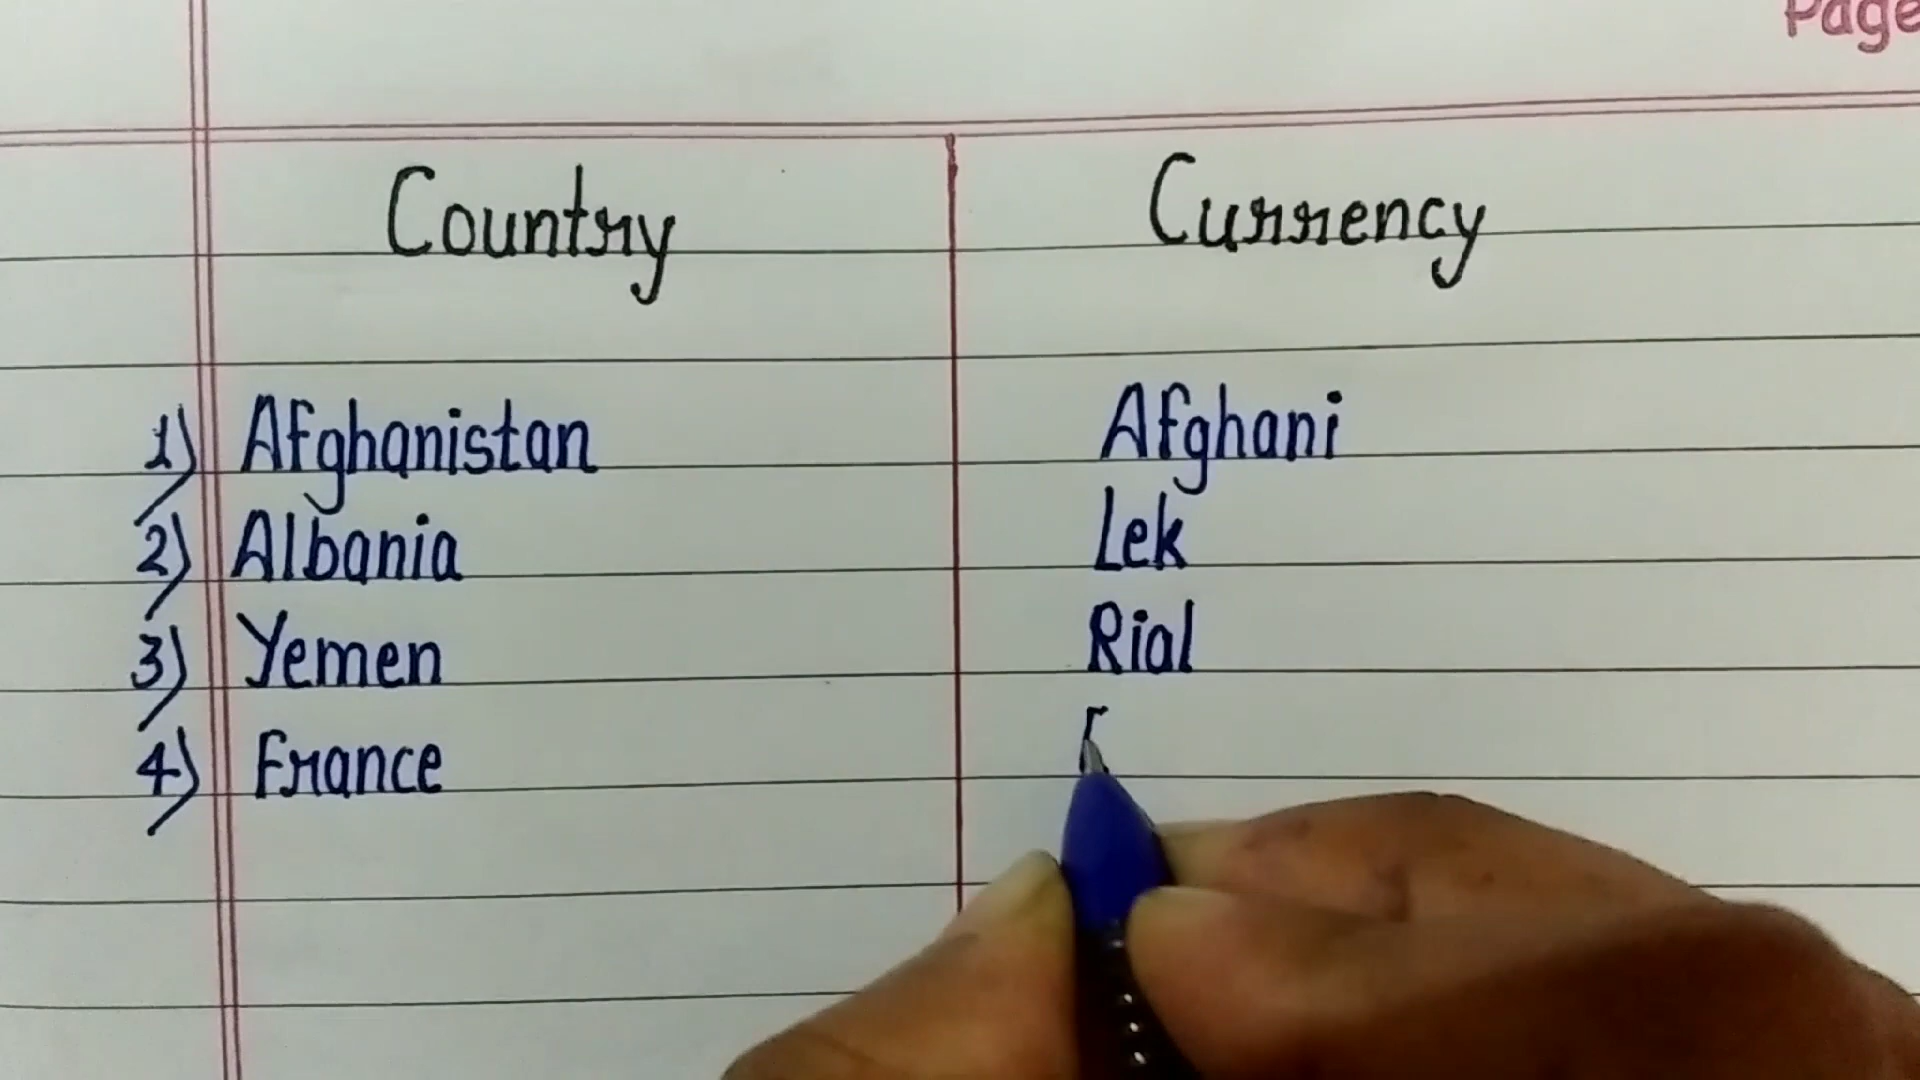 Page
Country Currency
1) Afghanistan Afghani
2) Albania Lek
3) Yemen Rial
4) France